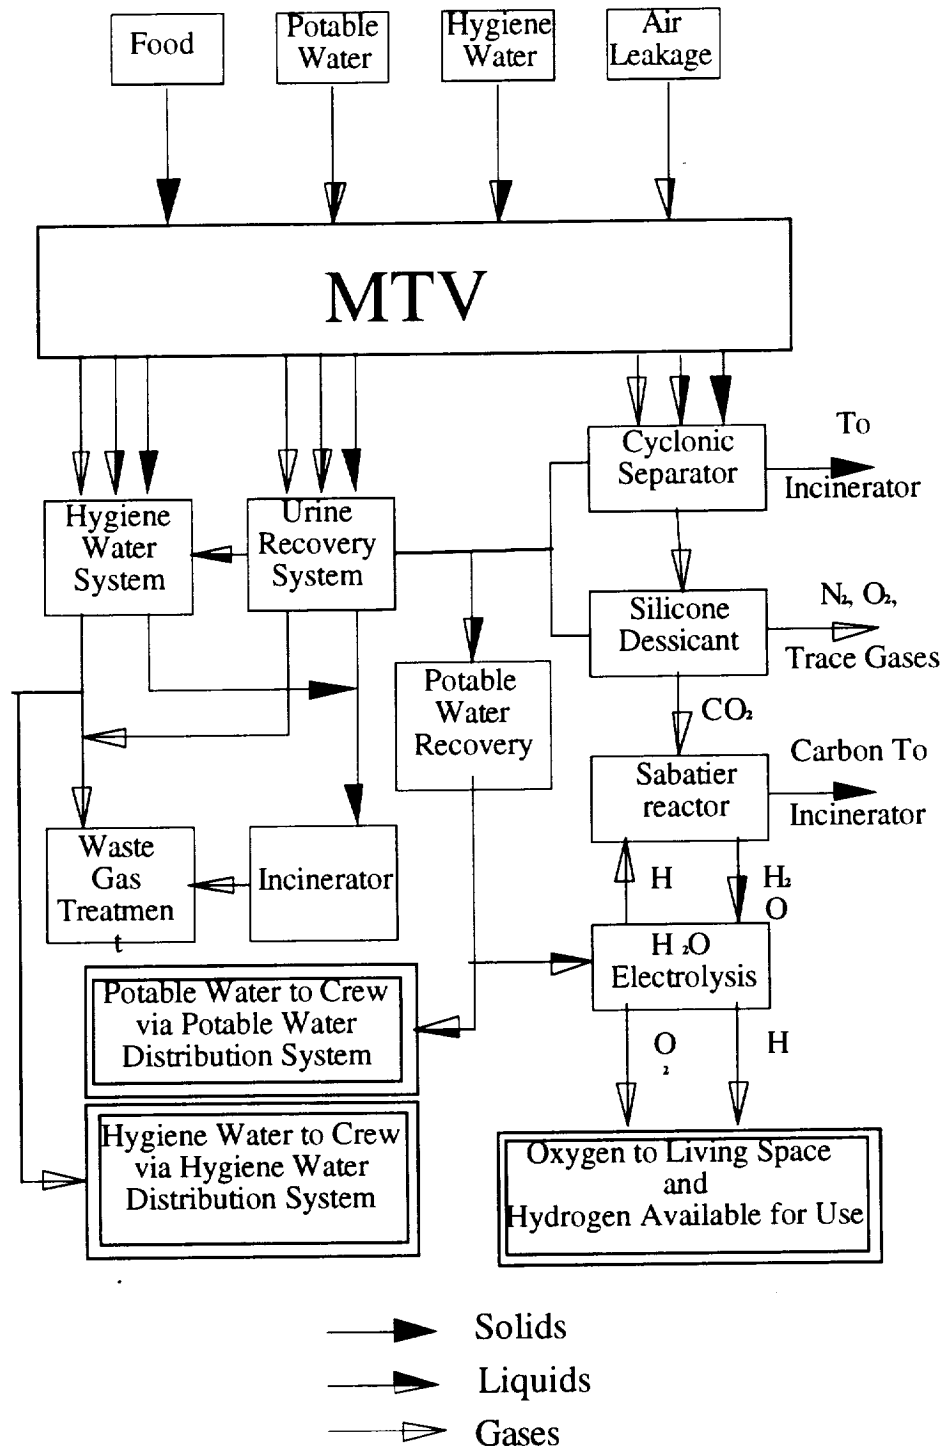 Food
Potable
Water
Hygiene
Water
Air
Leakage
MTV
Hygiene
Water
System
Urine
Recovery
System
Cyclonic
Separator
To
Incinerator
Silicone
Dessicant
N₂, O₂,
Trace Gases
Potable
Water
Recovery
CO₂
Sabatier
reactor
Carbon To
Incinerator
Waste
Gas
Treatmen
t
Incinerator
H
H₂
O
H ₂O
Electrolysis
Potable Water to Crew
via Potable Water
Distribution System
O
₂
H
Hygiene Water to Crew
via Hygiene Water
Distribution System
Oxygen to Living Space
and
Hydrogen Available for Use
Solids
Liquids
Gases